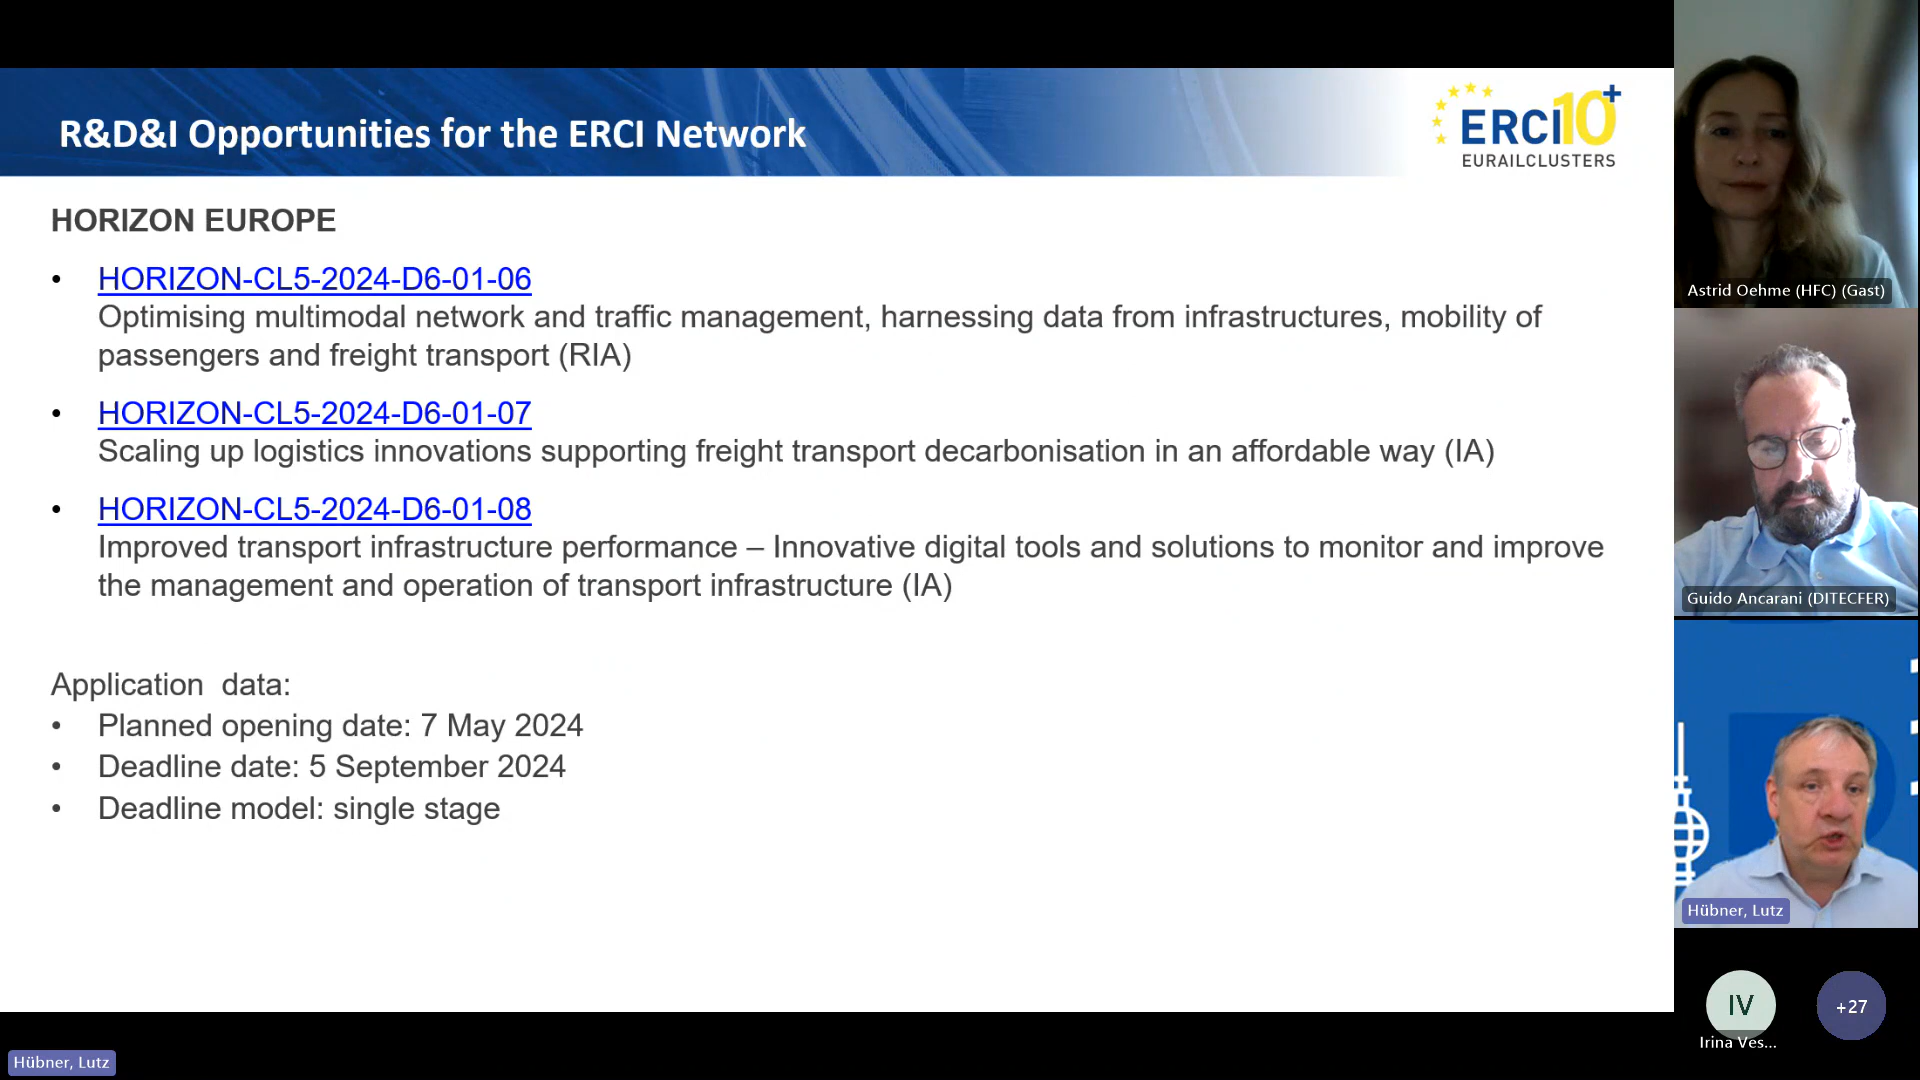 R&D&I Opportunities for the ERCI Network
ERCI10+
EURAILCLUSTERS
HORIZON EUROPE
• HORIZON-CL5-2024-D6-01-06
Optimising multimodal network and traffic management, harnessing data from infrastructures, mobility of
passengers and freight transport (RIA)
• HORIZON-CL5-2024-D6-01-07
Scaling up logistics innovations supporting freight transport decarbonisation in an affordable way (IA)
• HORIZON-CL5-2024-D6-01-08
Improved transport infrastructure performance – Innovative digital tools and solutions to monitor and improve
the management and operation of transport infrastructure (IA)
Application data:
• Planned opening date: 7 May 2024
• Deadline date: 5 September 2024
• Deadline model: single stage
Astrid Oehme (HFC) (Gast)
Guido Ancarani (DITECFER)
Hübner, Lutz
IV
+27
Irina Ves...
Hübner, Lutz